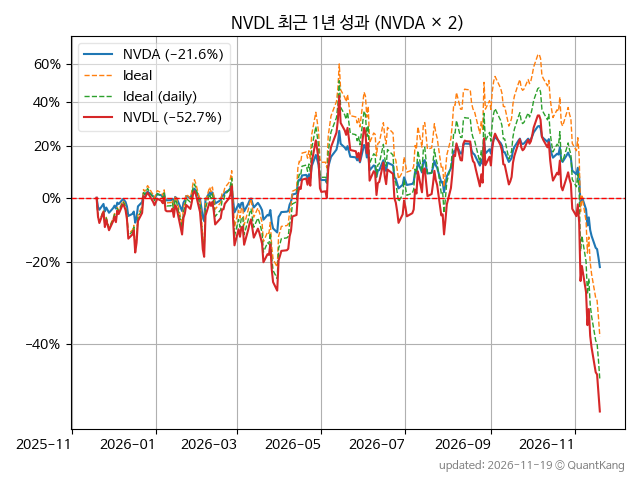 NVDL 최근 1년 성과 (NVDA × 2)
NVDA (−21.6%)
Ideal
Ideal (daily)
NVDL (−52.7%)
60%
40%
20%
0%
−20%
−40%
2025−11
2026−01
2026−03
2026−05
2026−07
2026−09
2026−11
updated: 2026−11−19 © QuantKang